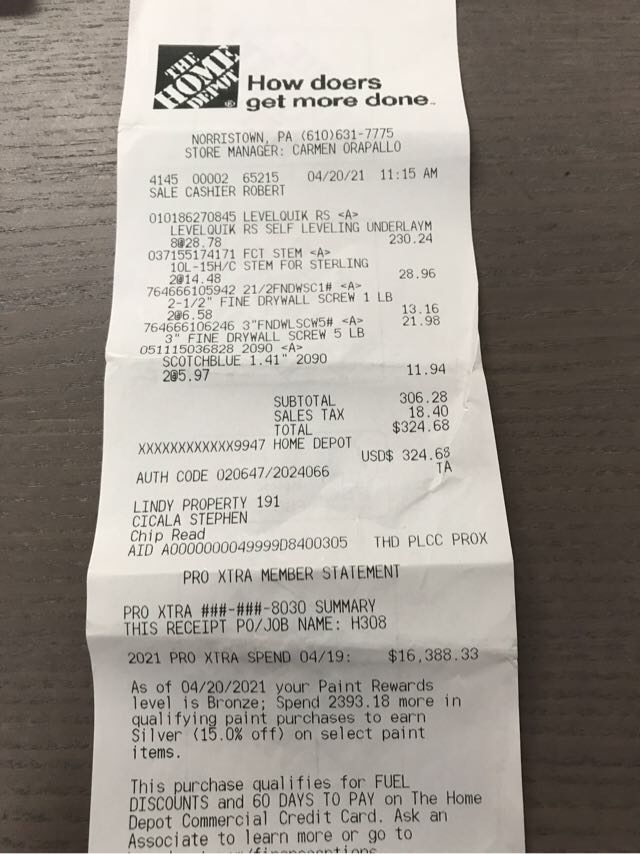 THE
HOME
DEPOT
®
How doers
get more done™
NORRISTOWN, PA (610)631-7775
STORE MANAGER: CARMEN ORAPALLO
4145 00002 65215 04/20/21 11:15 AM
SALE CASHIER ROBERT
010186270845 LEVELQUIK RS <A>
LEVELQUIK RS SELF LEVELING UNDERLAYM
8@28.78 230.24
037155174171 FCT STEM <A>
10L-15H/C STEM FOR STERLING
2@14.48 28.96
764666105942 21/2FNDWSC1# <A>
2-1/2" FINE DRYWALL SCREW 1 LB
2@6.58 13.16
764666106246 3"FNDWLSCW5# <A> 21.98
3" FINE DRYWALL SCREW 5 LB
051115036828 2090 <A>
SCOTCHBLUE 1.41" 2090
2@5.97 11.94
SUBTOTAL 306.28
SALES TAX 18.40
TOTAL $324.68
XXXXXXXXXXXX9947 HOME DEPOT
USD$ 324.68
AUTH CODE 020647/2024066 TA
LINDY PROPERTY 191
CICALA STEPHEN
Chip Read
AID A0000000049999D8400305 THD PLCC PROX
PRO XTRA MEMBER STATEMENT
PRO XTRA ###-###-8030 SUMMARY
THIS RECEIPT PO/JOB NAME: H308
2021 PRO XTRA SPEND 04/19: $16,388.33
As of 04/20/2021 your Paint Rewards
level is Bronze; Spend 2393.18 more in
qualifying paint purchases to earn
Silver (15.0% off) on select paint
items.
This purchase qualifies for FUEL
DISCOUNTS and 60 DAYS TO PAY on The Home
Depot Commercial Credit Card. Ask an
Associate to learn more or go to